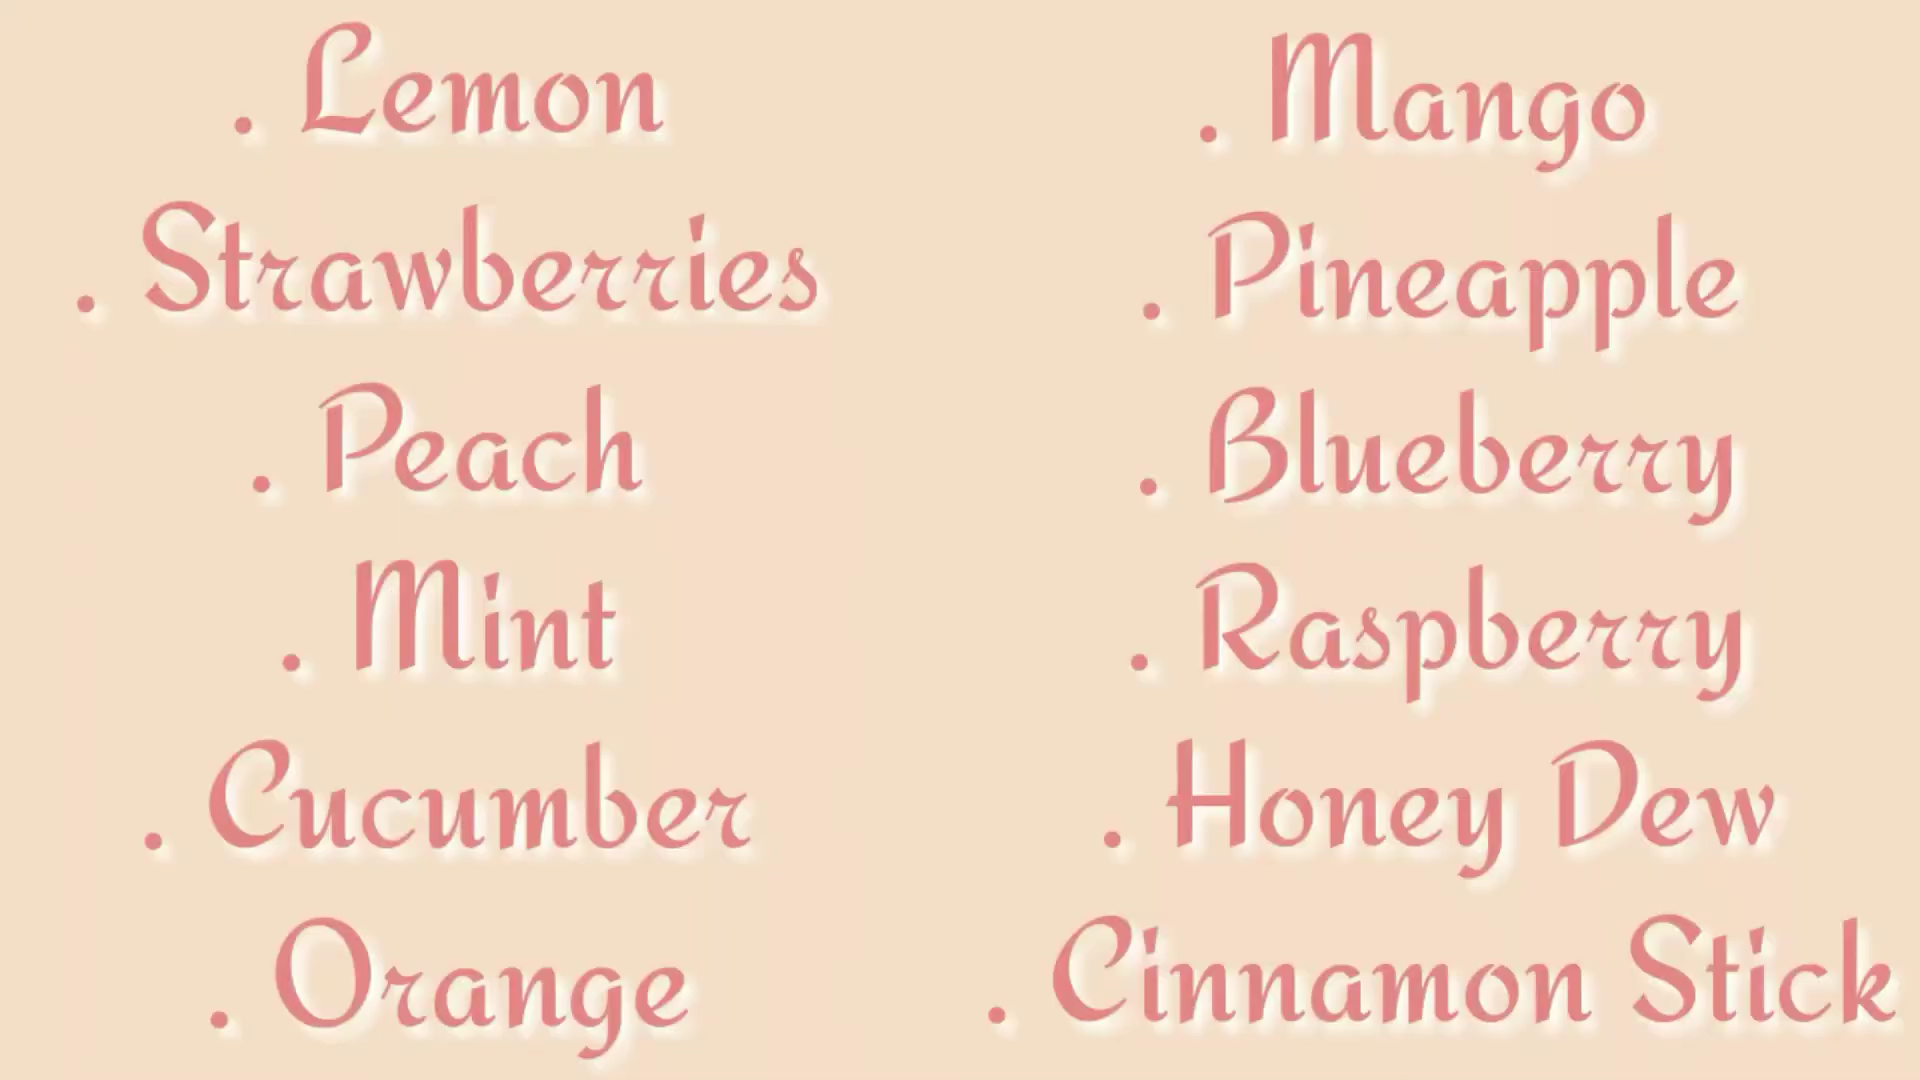 . Lemon
. Strawberries
. Peach
. Mint
. Cucumber
. Orange
. Mango
. Pineapple
. Blueberry
. Raspberry
. Honey Dew
. Cinnamon Stick